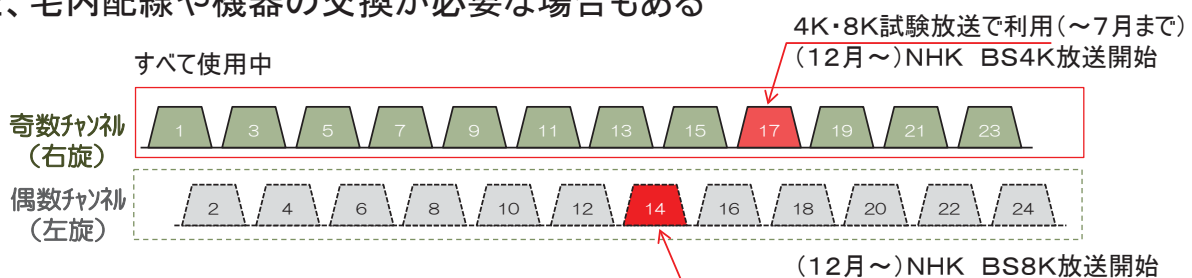 、宅内配線や機器の交換が必要な場合もある
4K・8K試験放送で利用(~7月まで)
(12月~)NHK BS4K放送開始
すべて使用中
奇数チャンネル
(右旋)
1 3 5 7 9 11 13 15 17 19 21 23
偶数チャンネル
(左旋)
2 4 6 8 10 12 14 16 18 20 22 24
(12月~)NHK BS8K放送開始